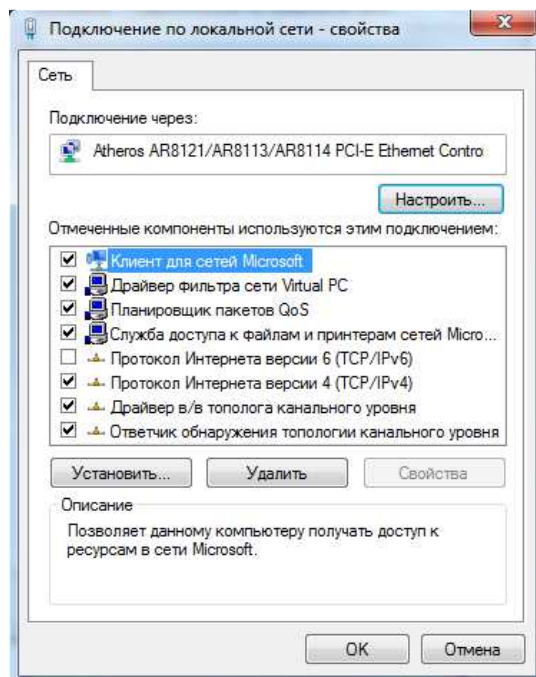 Подключение по локальной сети - свойства
Сеть
Подключение через:
Atheros AR8121/AR8113/AR8114 PCI-E Ethernet Contro
Настроить...
Отмеченные компоненты используются этим подключением:
Клиент для сетей Microsoft
Драйвер фильтра сети Virtual PC
Планировщик пакетов QoS
Служба доступа к файлам и принтерам сетей Micro...
Протокол Интернета версии 6 (TCP/IPv6)
Протокол Интернета версии 4 (TCP/IPv4)
Драйвер в/в тополога канального уровня
Ответчик обнаружения топологии канального уровня
Установить...
Удалить
Свойства
Описание
Позволяет данному компьютеру получать доступ к
ресурсам в сети Microsoft.
OK
Отмена